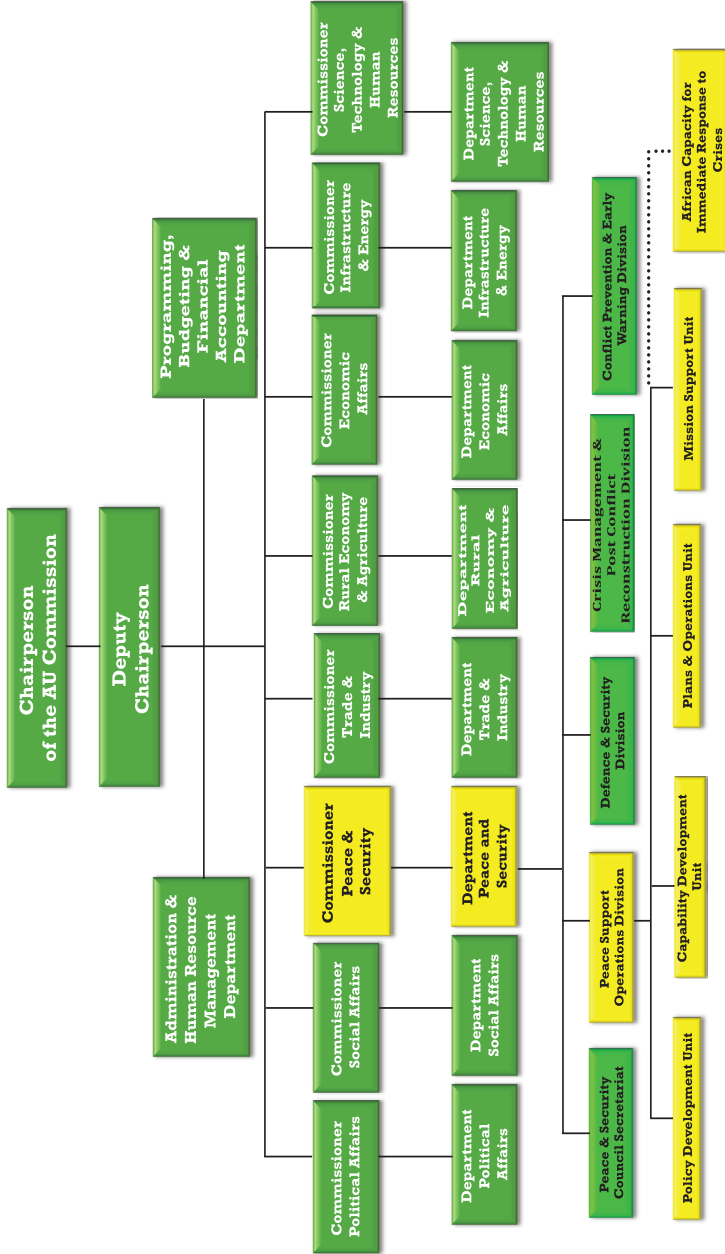 Chairperson
of the AU Commission
Deputy
Chairperson
Administration &
Human Resource
Management
Department
Programming,
Budgeting &
Financial
Accounting
Department
Commissioner
Political Affairs
Commissioner
Social Affairs
Commissioner
Peace &
Security
Commissioner
Trade &
Industry
Commissioner
Rural Economy
& Agriculture
Commissioner
Economic
Affairs
Commissioner
Infrastructure
& Energy
Commissioner
Science,
Technology &
Human
Resources
Department
Political
Affairs
Department
Social Affairs
Department
Peace and
Security
Department
Trade &
Industry
Department
Rural
Economy &
Agriculture
Department
Economic
Affairs
Department
Infrastructure
& Energy
Department
Science,
Technology &
Human
Resources
Peace & Security
Council Secretariat
Peace Support
Operations Division
Defence & Security
Division
Crisis Management &
Post Conflict
Reconstruction Division
Conflict Prevention & Early
Warning Division
Policy Development Unit
Capability Development
Unit
Plans & Operations Unit
Mission Support Unit
African Capacity for
Immediate Response to
Crises